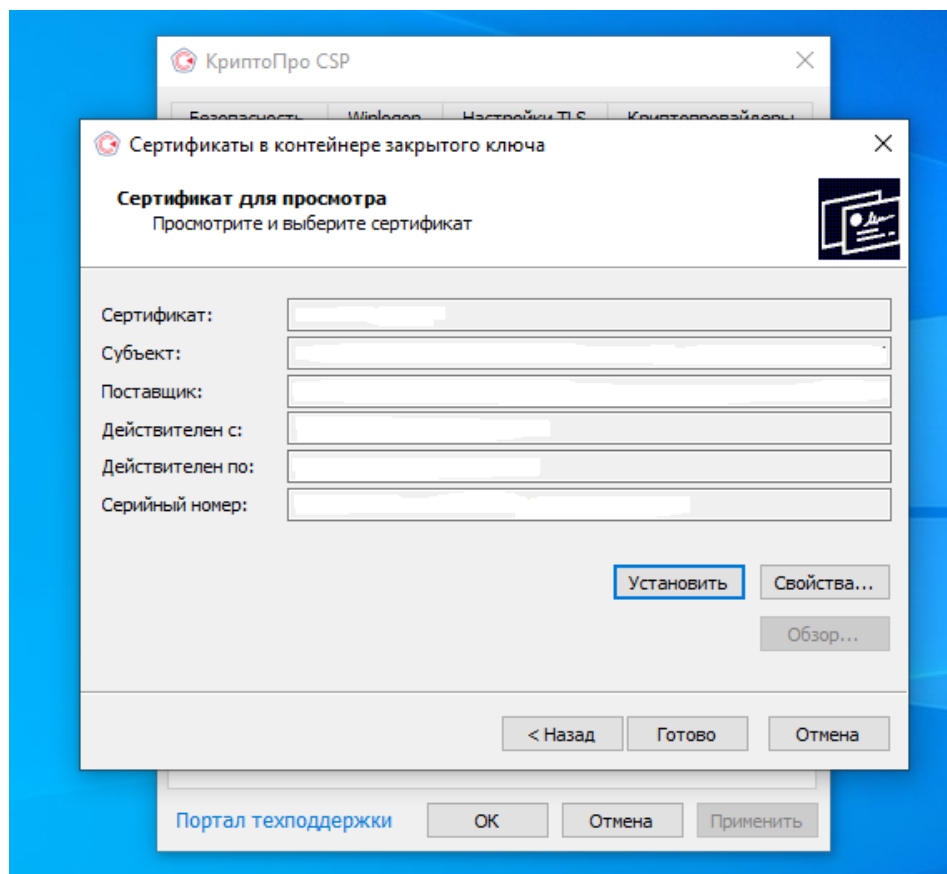 КриптоПро CSP
Безопасность Winlogon Настройки TLS Криптопровайдеры
Сертификаты в контейнере закрытого ключа
Сертификат для просмотра
Просмотрите и выберите сертификат
Сертификат:
Субъект:
Поставщик:
Действителен с:
Действителен по:
Серийный номер:
Установить Свойства...
Обзор...
< Назад Готово Отмена
Портал техподдержки ОК Отмена Применить